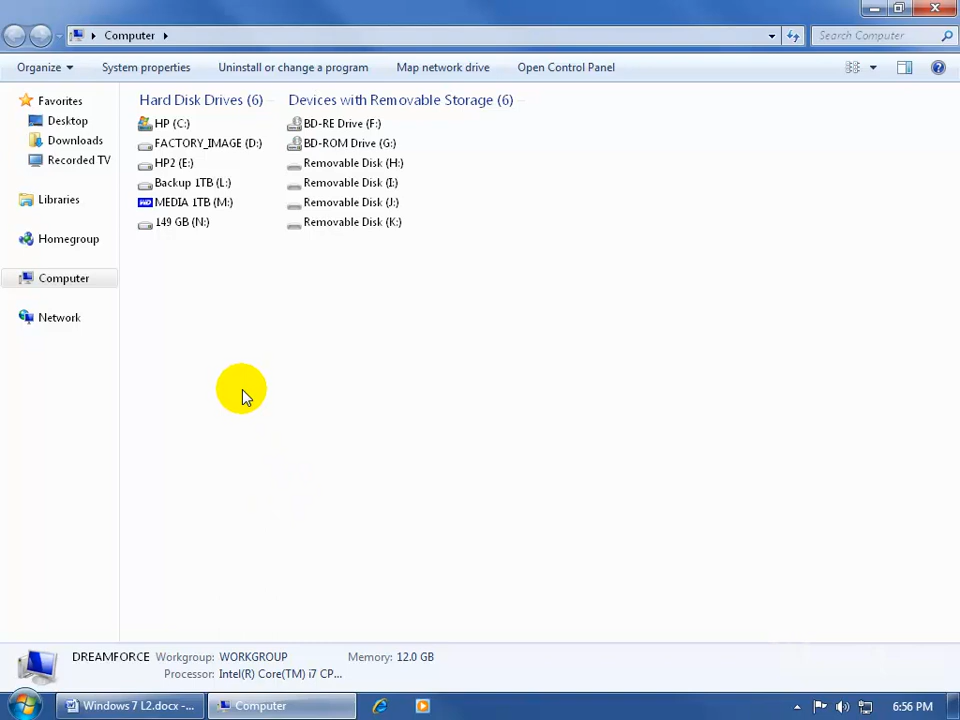 Computer
Search Computer
Organize System properties Uninstall or change a program Map network drive Open Control Panel
Favorites
Desktop
Downloads
Recorded TV
Libraries
Homegroup
Computer
Network
Hard Disk Drives (6)
HP (C:)
FACTORY_IMAGE (D:)
HP2 (E:)
Backup 1TB (L:)
MEDIA 1TB (M:)
149 GB (N:)
Devices with Removable Storage (6)
BD-RE Drive (F:)
BD-ROM Drive (G:)
Removable Disk (H:)
Removable Disk (I:)
Removable Disk (J:)
Removable Disk (K:)
DREAMFORCE Workgroup: WORKGROUP Memory: 12.0 GB
Processor: Intel(R) Core(TM) i7 CP...
Windows 7 L2.docx -... Computer 6:56 PM